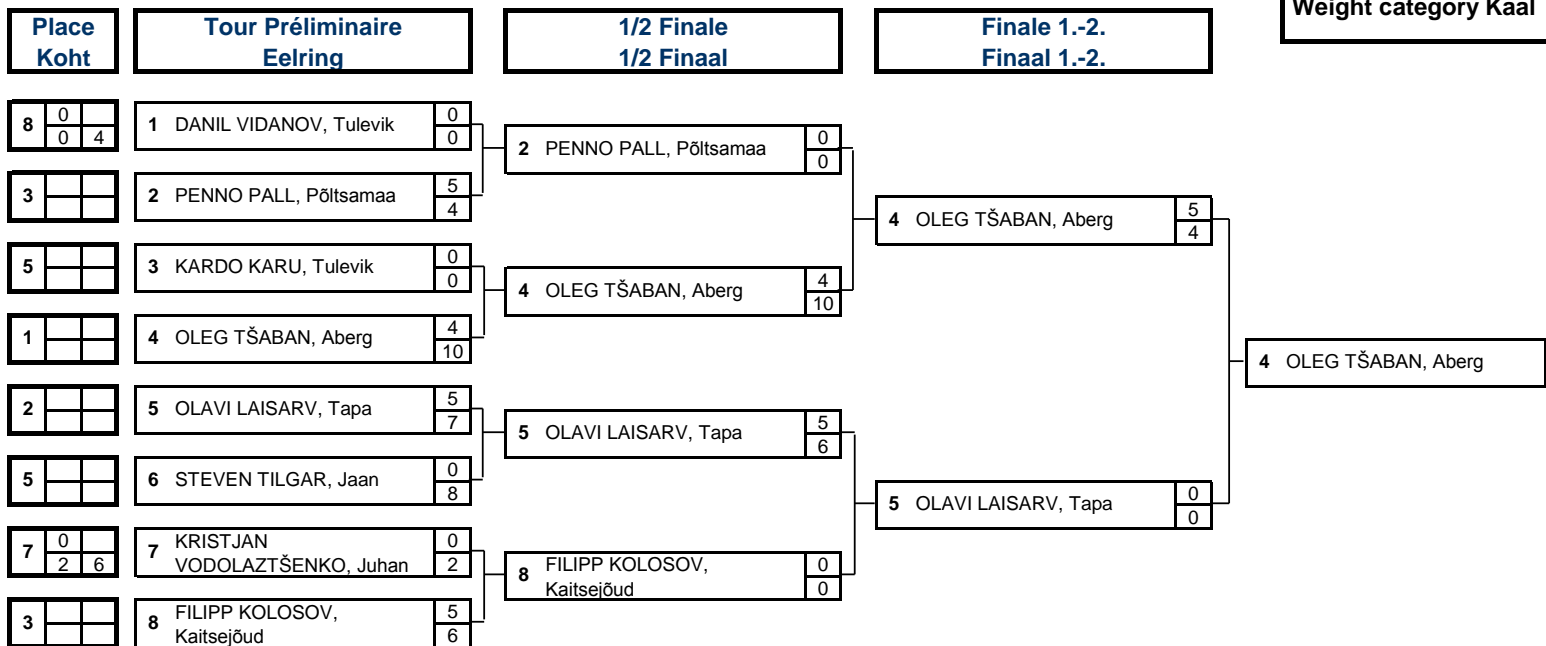 Weight category Kaal
Place
Koht
Tour Préliminaire
Eelring
1/2 Finale
1/2 Finaal
Finale 1.-2.
Finaal 1.-2.
8 0
0 4
1 DANIL VIDANOV, Tulevik 0
0
3
2 PENNO PALL, Põltsamaa 5
4
5
3 KARDO KARU, Tulevik 0
0
1
4 OLEG TŠABAN, Aberg 4
10
2
5 OLAVI LAISARV, Tapa 5
7
5
6 STEVEN TILGAR, Jaan 0
8
7 0
2 6
7 KRISTJAN 0
VODOLAZTŠENKO, Juhan 2
3
8 FILIPP KOLOSOV, 5
Kaitsejõud 6
2 PENNO PALL, Põltsamaa 0
0
4 OLEG TŠABAN, Aberg 4
10
5 OLAVI LAISARV, Tapa 5
6
8 FILIPP KOLOSOV, 0
Kaitsejõud 0
4 OLEG TŠABAN, Aberg 5
4
5 OLAVI LAISARV, Tapa 0
0
4 OLEG TŠABAN, Aberg